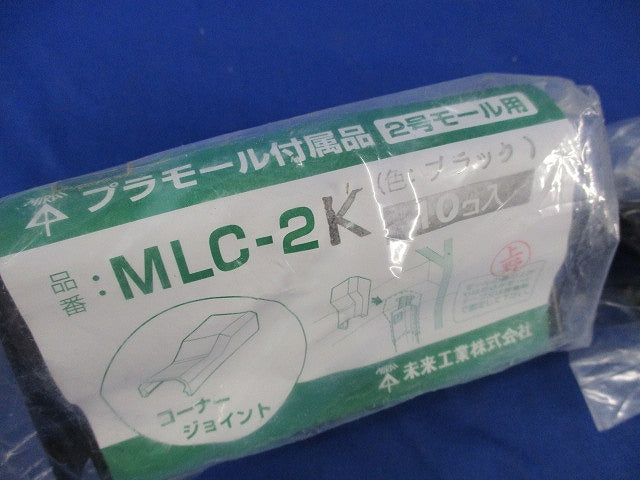 プラモール付属品 2号モール用
品番:MLC-2K
(色:ブラック)
10コ入
コーナー
ジョイント
上野
未来工業株式会社